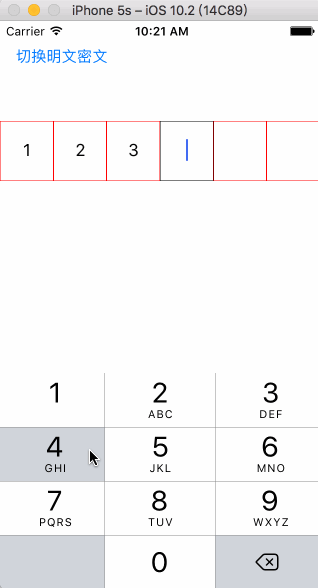 iPhone 5s – iOS 10.2 (14C89)
Carrier 10:21 AM
切换明文密文
1 2 3
1 2 3
ABC DEF
4 5 6
GHI JKL MNO
7 8 9
PQRS TUV WXYZ
0